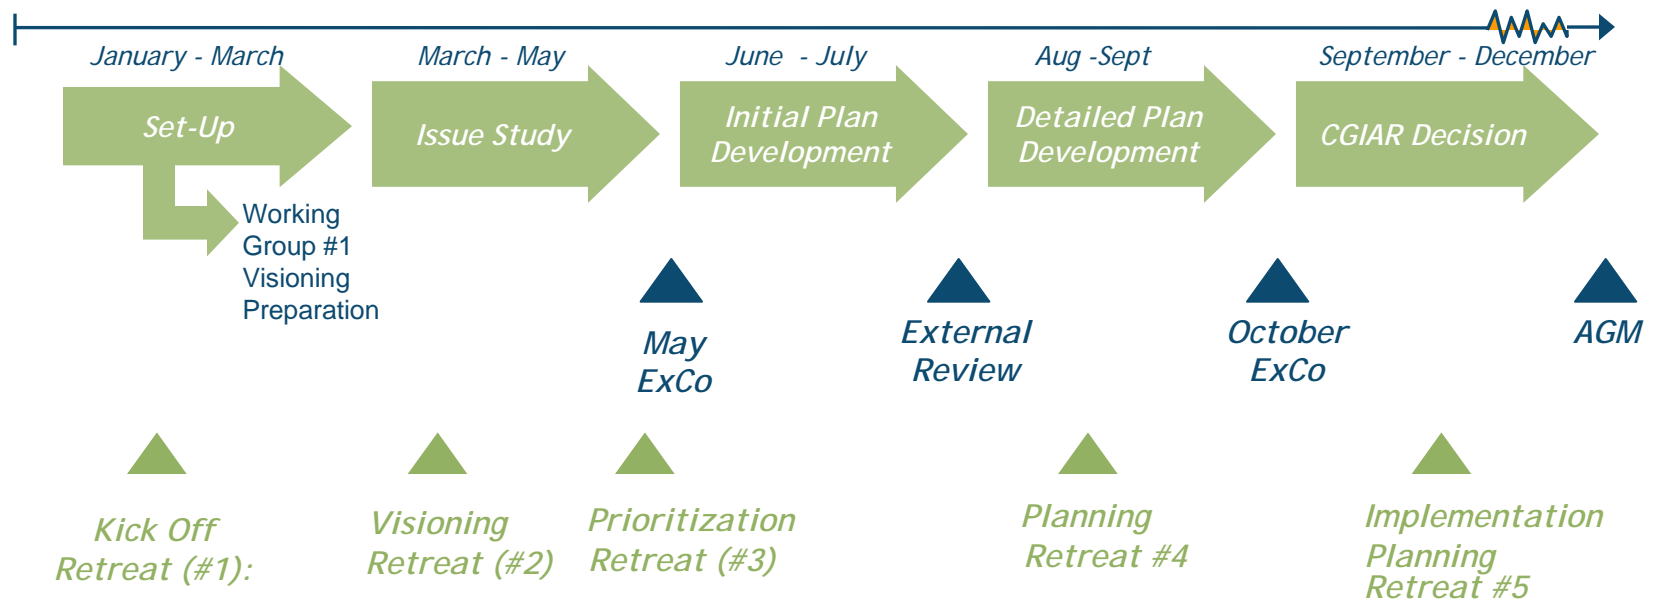 January - March
March - May
June - July
Aug -Sept
September - December
Set-Up
Issue Study
Initial Plan
Development
Detailed Plan
Development
CGIAR Decision
Working
Group #1
Visioning
Preparation
May
ExCo
External
Review
October
ExCo
AGM
Kick Off
Retreat (#1):
Visioning
Retreat (#2)
Prioritization
Retreat (#3)
Planning
Retreat #4
Implementation
Planning
Retreat #5